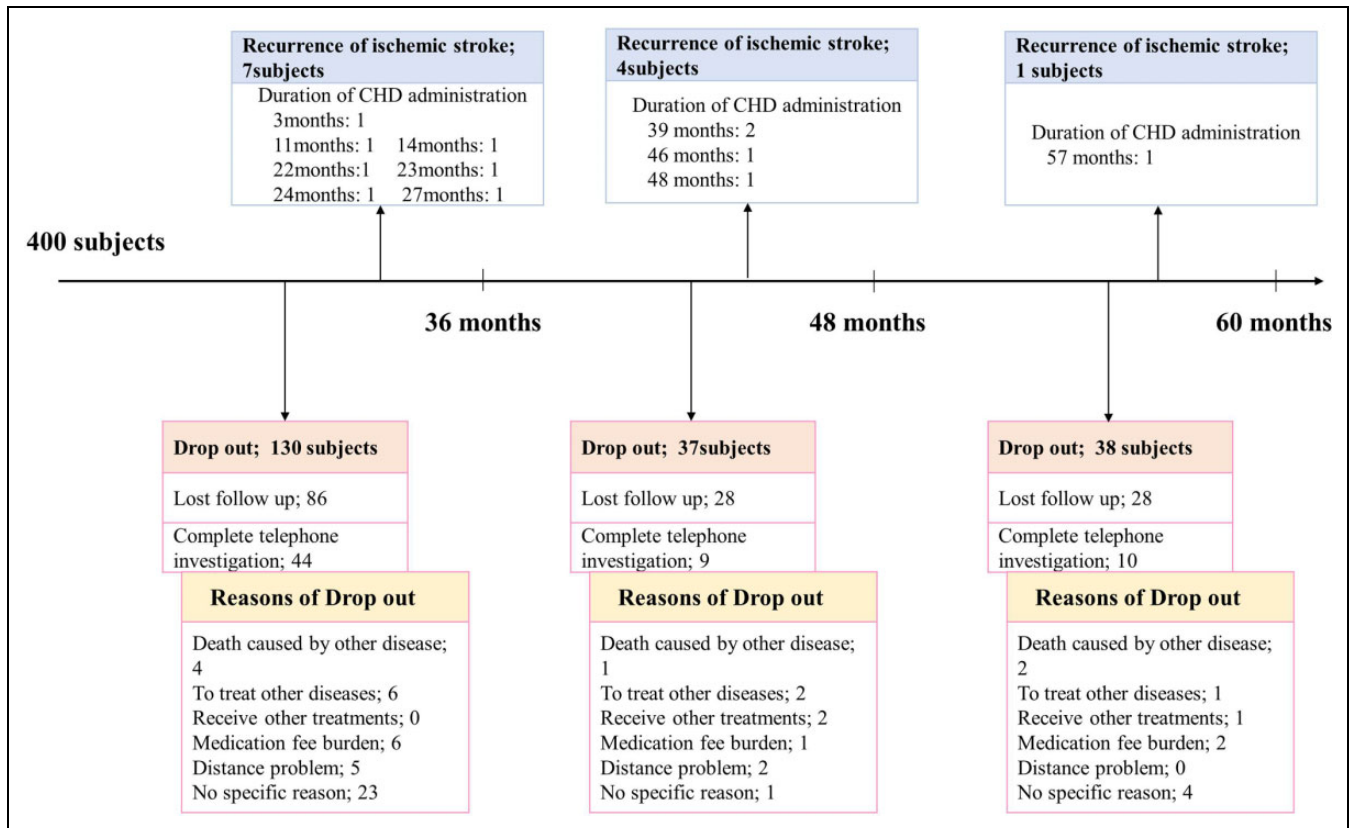 Recurrence of ischemic stroke;
7subjects
Duration of CHD administration
3months: 1
11months: 1 14months: 1
22months:1 23months: 1
24months: 1 27months: 1
Recurrence of ischemic stroke;
4subjects
Duration of CHD administration
39 months: 2
46 months: 1
48 months: 1
Recurrence of ischemic stroke;
1 subjects
Duration of CHD administration
57 months: 1
400 subjects
36 months
48 months
60 months
Drop out; 130 subjects
Lost follow up; 86
Complete telephone
investigation; 44
Reasons of Drop out
Death caused by other disease;
4
To treat other diseases; 6
Receive other treatments; 0
Medication fee burden; 6
Distance problem; 5
No specific reason; 23
Drop out; 37subjects
Lost follow up; 28
Complete telephone
investigation; 9
Reasons of Drop out
Death caused by other disease;
1
To treat other diseases; 2
Receive other treatments; 2
Medication fee burden; 1
Distance problem; 2
No specific reason; 1
Drop out; 38 subjects
Lost follow up; 28
Complete telephone
investigation; 10
Reasons of Drop out
Death caused by other disease;
2
To treat other diseases; 1
Receive other treatments; 1
Medication fee burden; 2
Distance problem; 0
No specific reason; 4